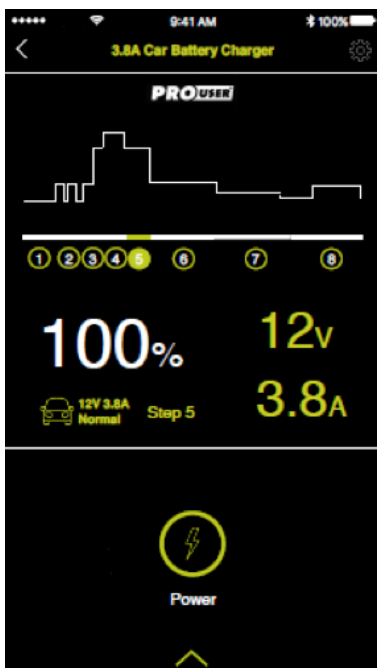 9:41 AM 100%
3.8A Car Battery Charger
PRO USER
1 2 3 4 5 6 7 8
100% 12V
12V 3.8A
Normal Step 5 3.8A
Power